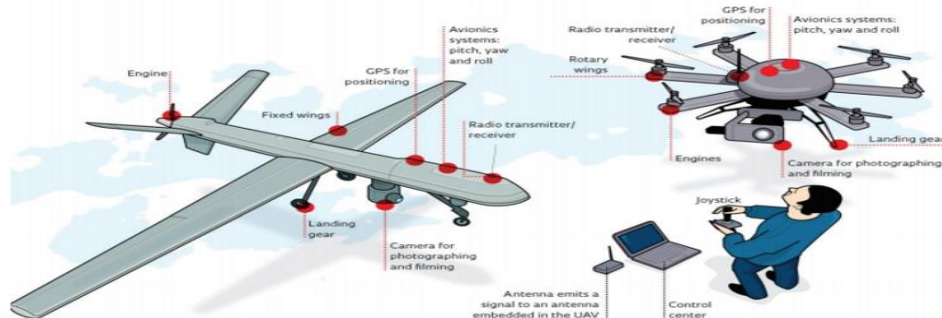 Engine
Fixed wings
GPS for
positioning
Avionics
systems:
pitch, yaw
and roll
Radio transmitter/
receiver
Landing
gear
Camera for
photographing
and filming
Radio transmitter/
receiver
GPS for
positioning
Avionics systems:
pitch, yaw and roll
Rotary
wings
Engines
Landing gear
Camera for photographing
and filming
Joystick
Antenna emits a
signal to an antenna
embedded in the UAV
Control
center